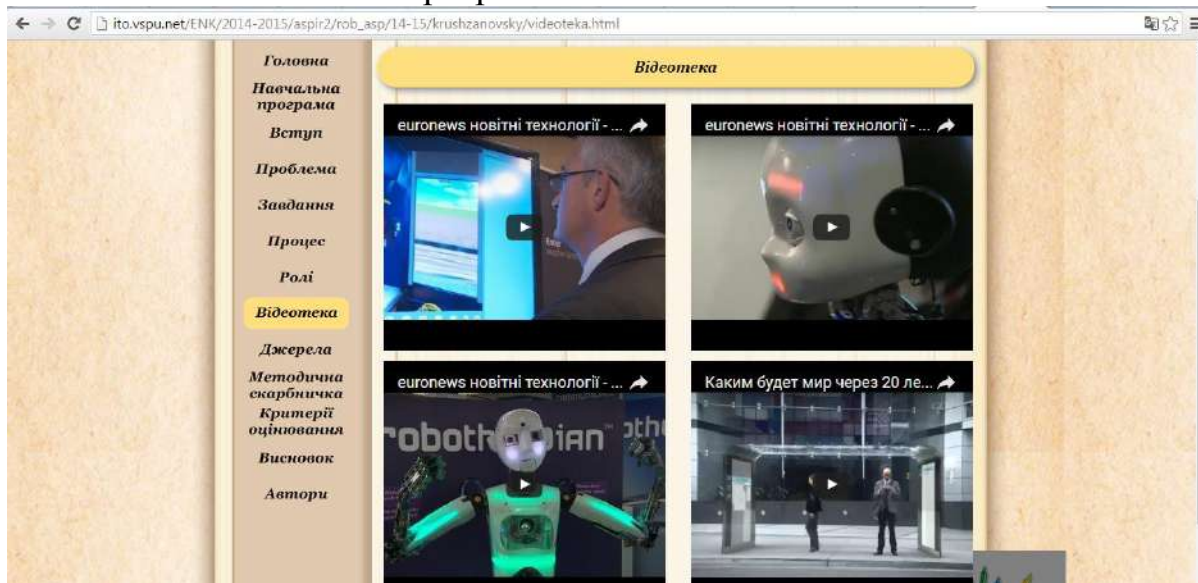 ito.vspu.net/ENK/2014-2015/aspir2/rob_asp/14-15/krushzanovsky/videoteka.html
Головна
Навчальна
програма
Вступ
Проблема
Завдання
Процес
Ролі
Відеотека
Джерела
Методична
скарбничка
Критерії
оцінювання
Висновок
Автори
Відеотека
euronews новітні технології - ...
euronews новітні технології - ...
euronews новітні технології - ...
Каким будет мир через 20 ле...